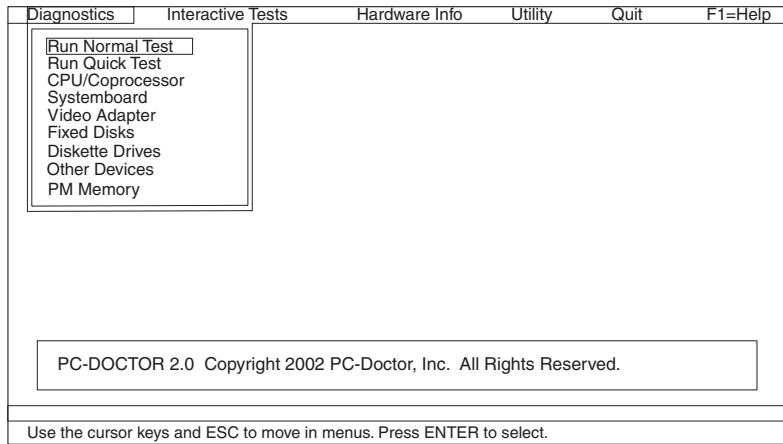 Diagnostics Interactive Tests Hardware Info Utility Quit F1=Help
Run Normal Test
Run Quick Test
CPU/Coprocessor
Systemboard
Video Adapter
Fixed Disks
Diskette Drives
Other Devices
PM Memory
PC-DOCTOR 2.0 Copyright 2002 PC-Doctor, Inc. All Rights Reserved.
Use the cursor keys and ESC to move in menus. Press ENTER to select.